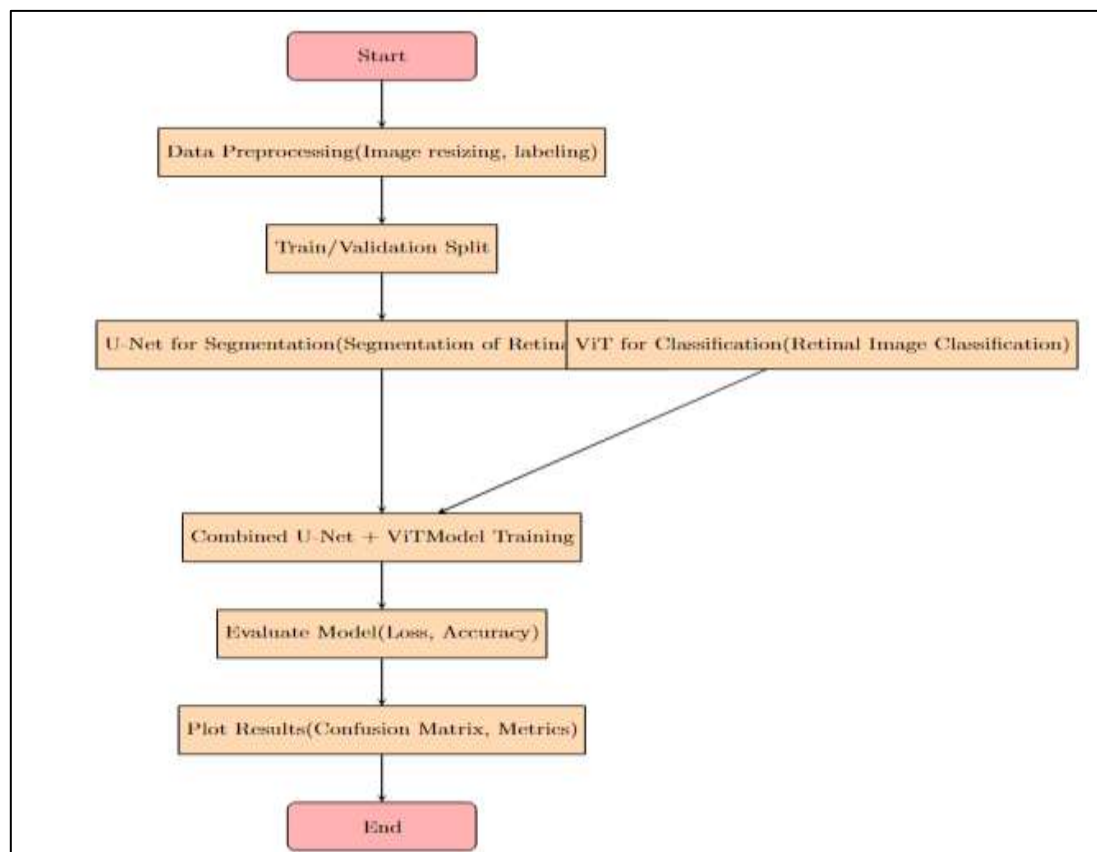 Start
Data Preprocessing(Image resizing, labeling)
Train/Validation Split
U-Net for Segmentation(Segmentation of
ViT for Classification(Retinal Image Classification)
Combined U-Net + ViTModel Training
Evaluate Model(Loss, Accuracy)
Plot Results(Confusion Matrix, Metrics)
End